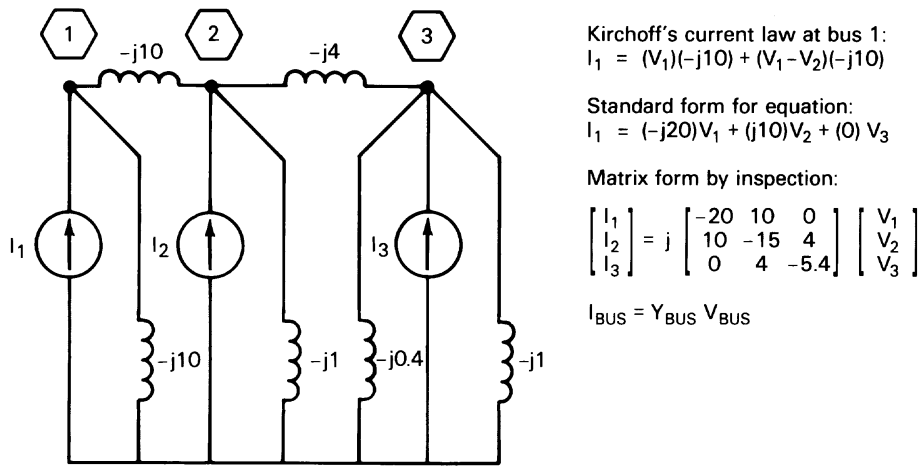 1
2
3
-j10
-j4
I1
I2
I3
-j10
-j1
-j0.4
-j1
Kirchoff's current law at bus 1:
I1 = (V1)(-j10) + (V1-V2)(-j10)
Standard form for equation:
I1 = (-j20)V1 + (j10)V2 + (0) V3
Matrix form by inspection:
[ I1 ] [ -20 10 0 ] [ V1 ]
[ I2 ] = j [ 10 -15 4 ] [ V2 ]
[ I3 ] [ 0 4 -5.4 ] [ V3 ]
IBUS = YBUS VBUS